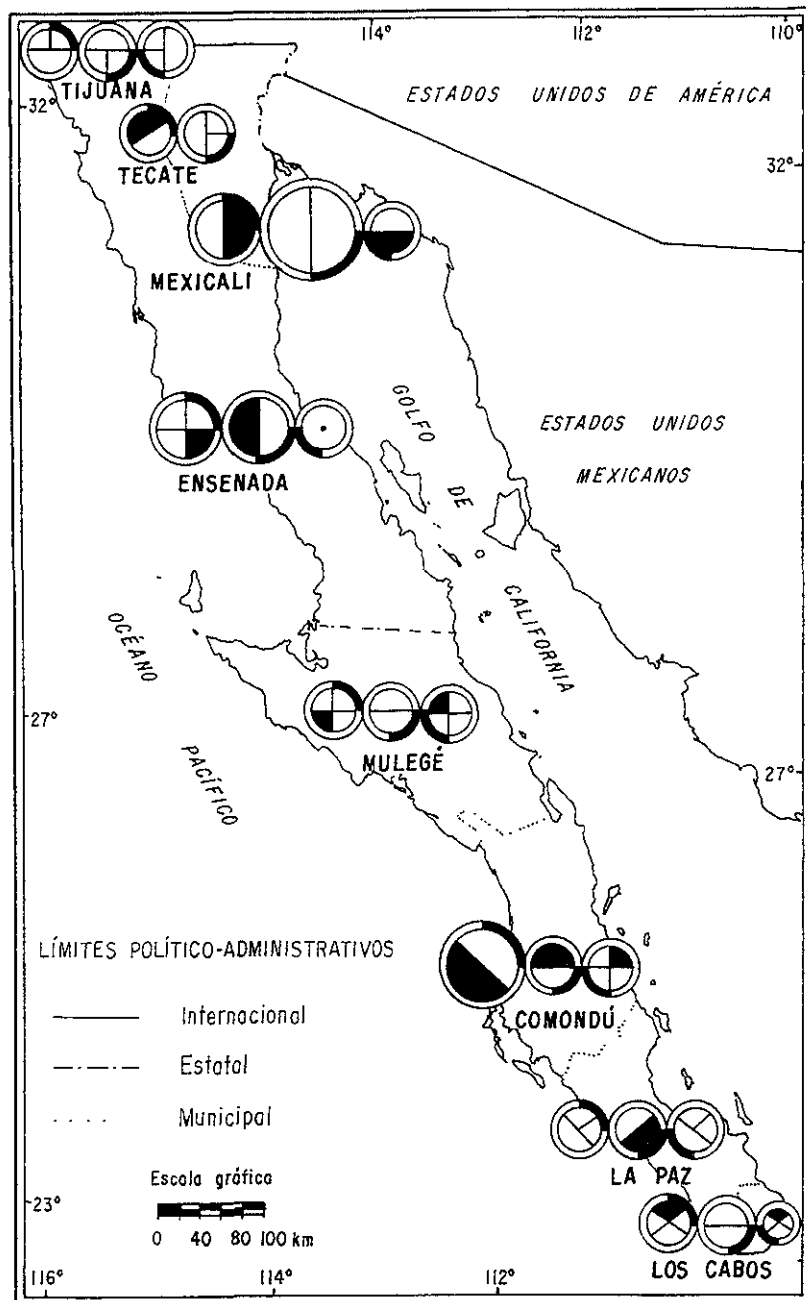 114°
112°
110°
TIJUANA
32°
ESTADOS UNIDOS DE AMÉRICA
32°
TECATE
MEXICALI
GOLFO
DE
CALIFORNIA
ESTADOS UNIDOS
MEXICANOS
ENSENADA
OCÉANO
PACÍFICO
27°
MULEGÉ
27°
LÍMITES POLÍTICO-ADMINISTRATIVOS
Internacional
Estatal
Municipal
COMONDÚ
LA PAZ
Escala gráfica
0 40 80 100 km
23°
LOS CABOS
116°
114°
112°